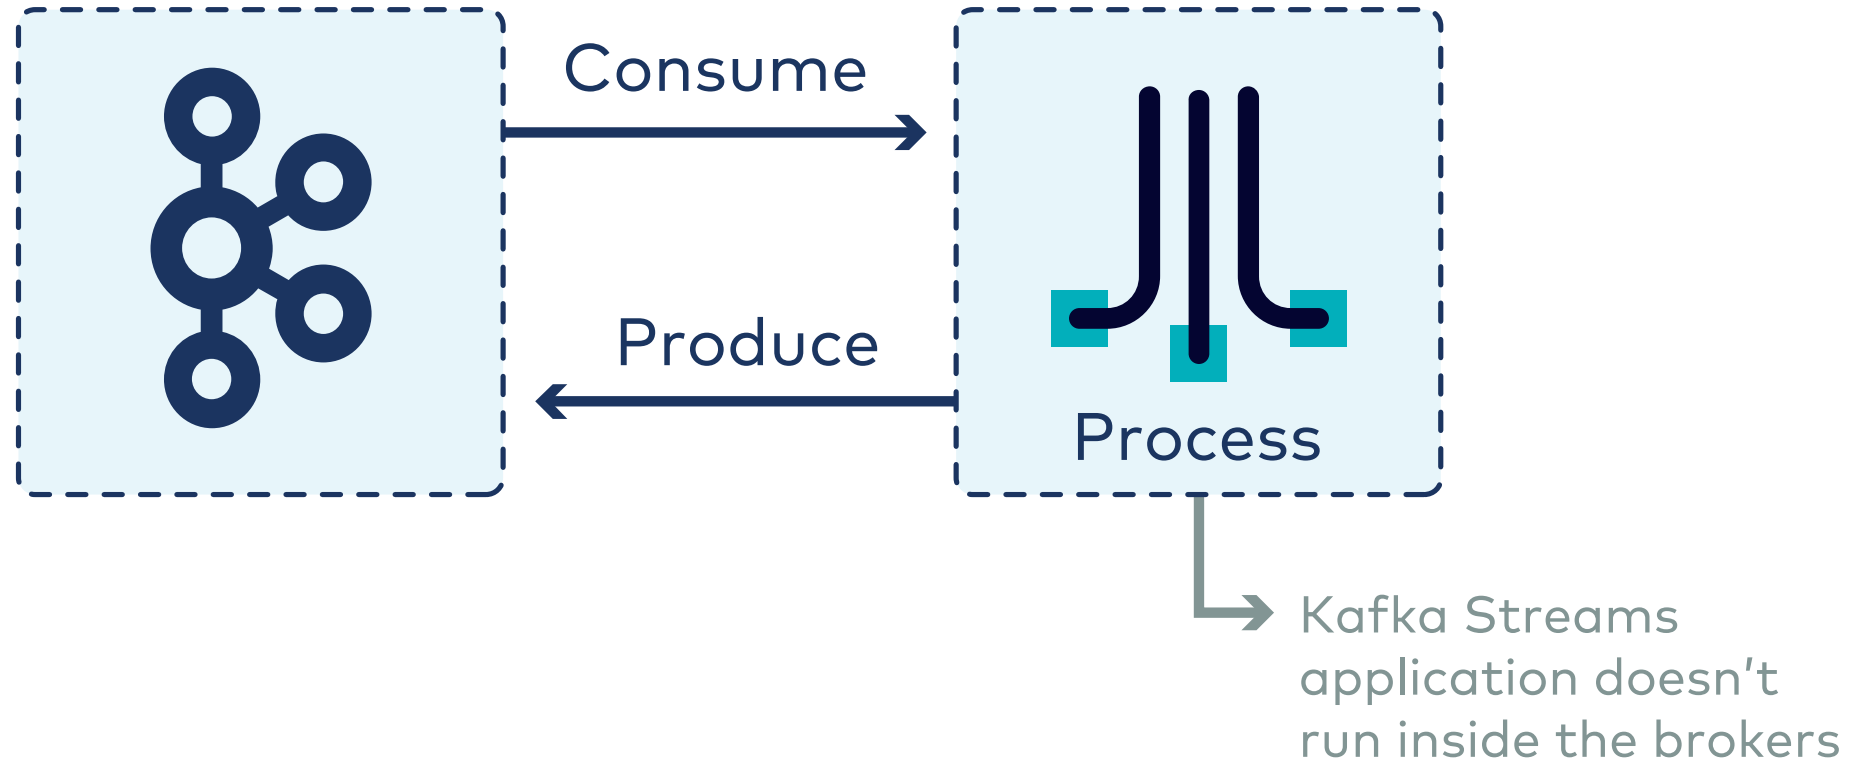 Consume
Produce
Process
Kafka Streams
application doesn't
run inside the brokers